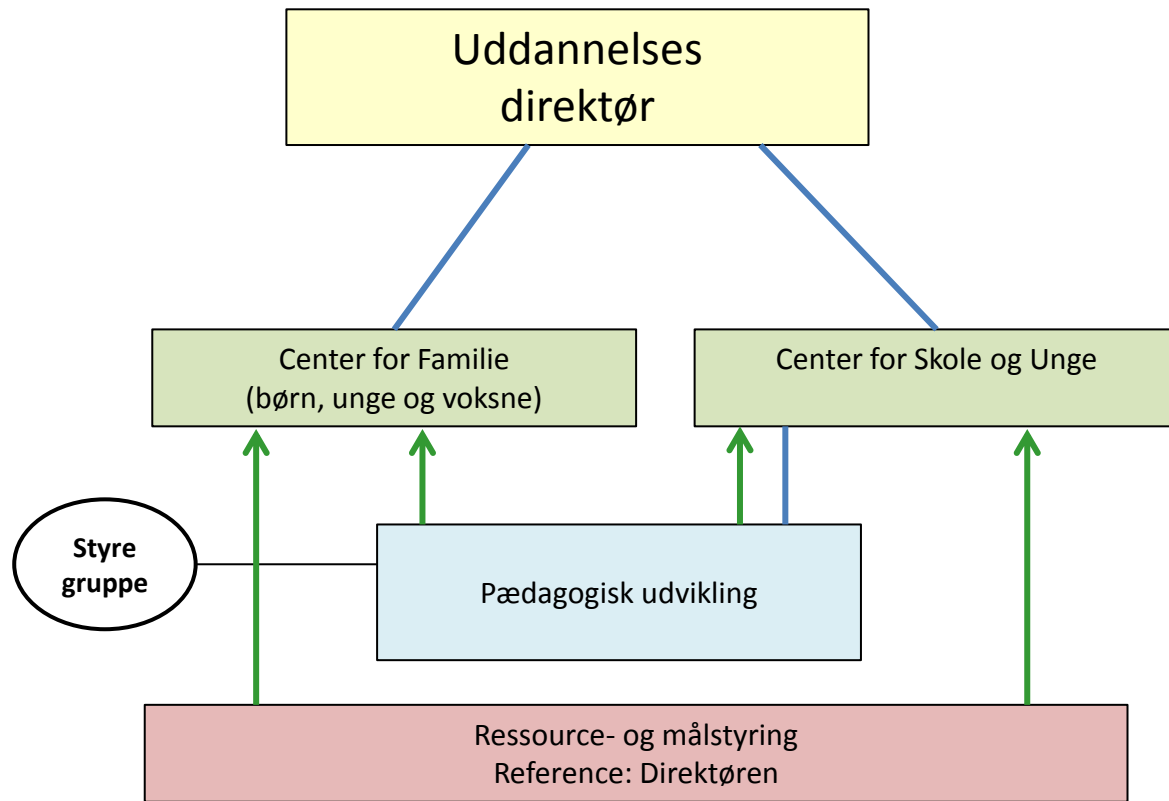 Uddannelses
direktør
Center for Familie
(børn, unge og voksne)
Center for Skole og Unge
Styre
gruppe
Pædagogisk udvikling
Ressource- og målstyring
Reference: Direktøren